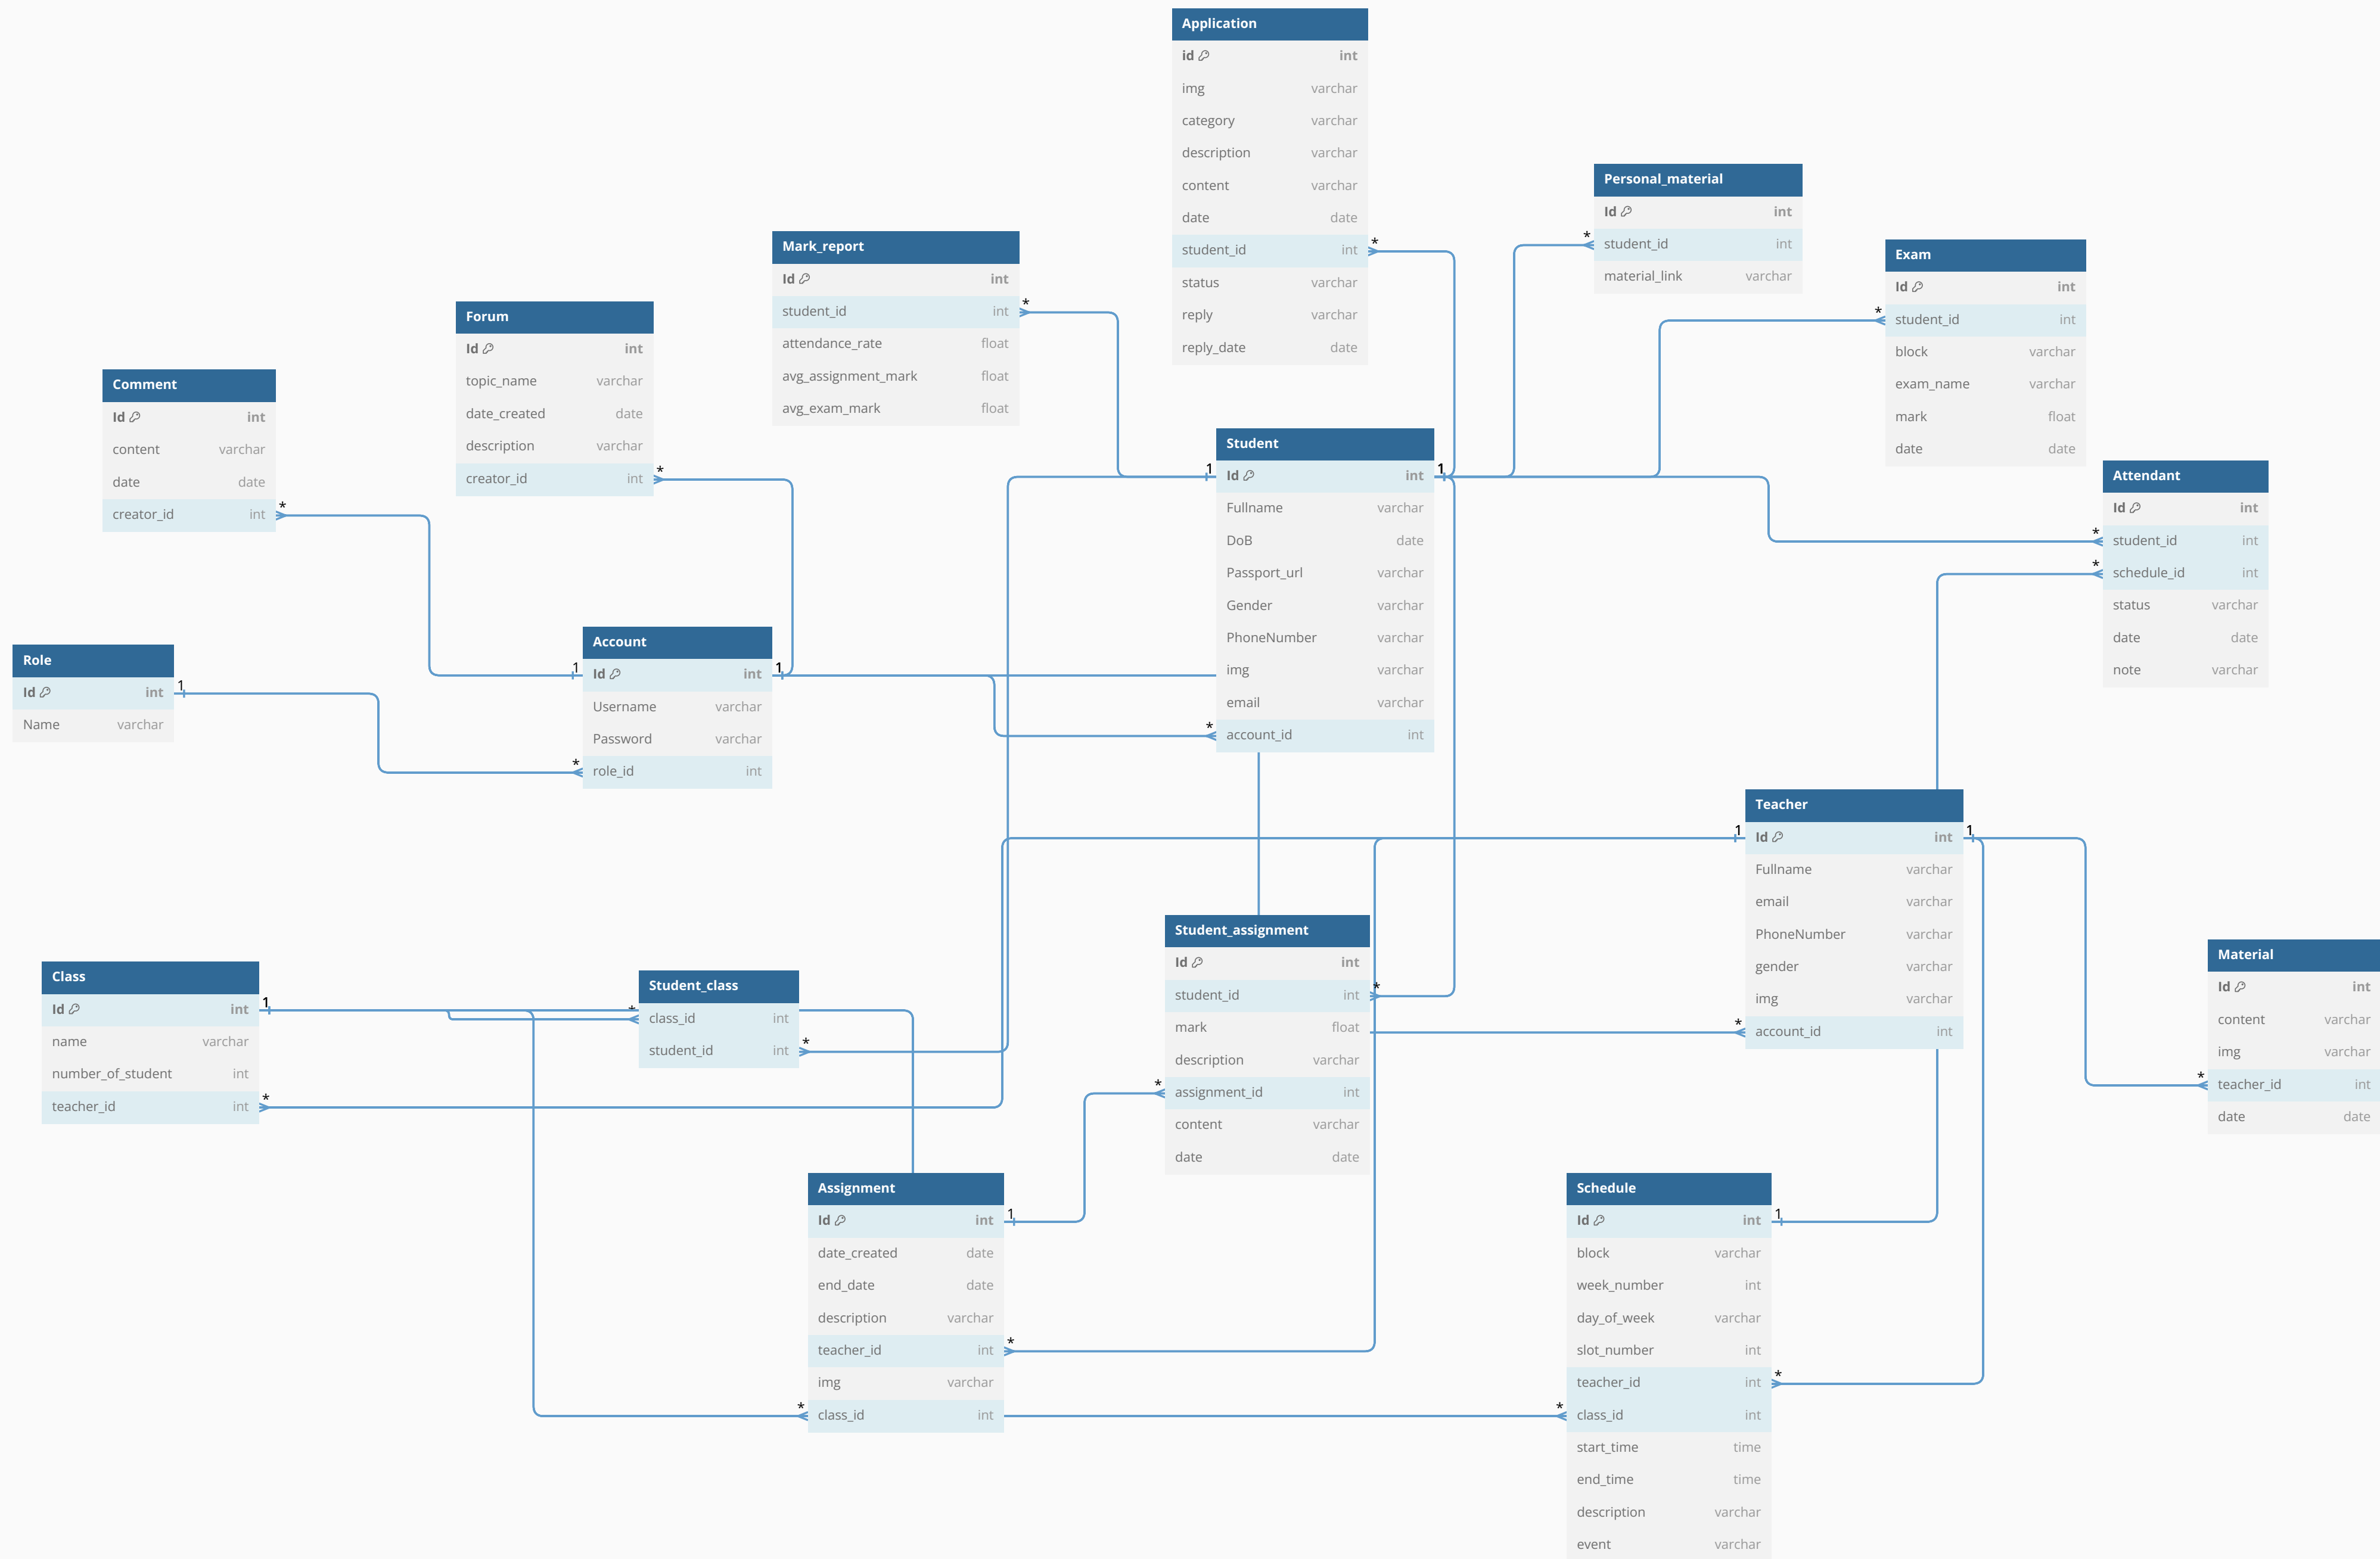 Application
id int
img varchar
category varchar
description varchar
content varchar
date date
student_id int
status varchar
reply varchar
reply_date date
Personal_material
Id int
student_id int
material_link varchar
Mark_report
Id int
student_id int
attendance_rate float
avg_assignment_mark float
avg_exam_mark float
Exam
Id int
student_id int
block varchar
exam_name varchar
mark float
date date
Forum
Id int
topic_name varchar
date_created date
description varchar
creator_id int
Comment
Id int
content varchar
date date
creator_id int
Student
Id int
Fullname varchar
DoB date
Passport_url varchar
Gender varchar
PhoneNumber varchar
img varchar
email varchar
account_id int
Attendant
Id int
student_id int
schedule_id int
status varchar
date date
note varchar
Account
Id int
Username varchar
Password varchar
role_id int
Role
Id int
Name varchar
Teacher
Id int
Fullname varchar
email varchar
PhoneNumber varchar
gender varchar
img varchar
account_id int
Student_assignment
Id int
student_id int
mark float
description varchar
assignment_id int
content varchar
date date
Material
Id int
content varchar
img varchar
teacher_id int
date date
Class
Id int
name varchar
number_of_student int
teacher_id int
Student_class
class_id int
student_id int
Assignment
Id int
date_created date
end_date date
description varchar
teacher_id int
img varchar
class_id int
Schedule
Id int
block varchar
week_number int
day_of_week varchar
slot_number int
teacher_id int
class_id int
start_time time
end_time time
description varchar
event varchar